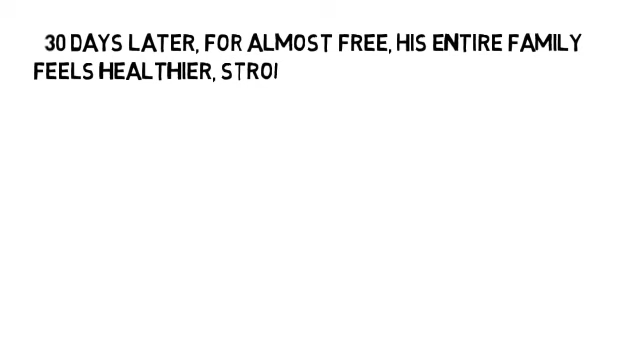 30 DAYS LATER, FOR ALMOST FREE, HIS ENTIRE FAMILY
FEELS HEALTHIER,